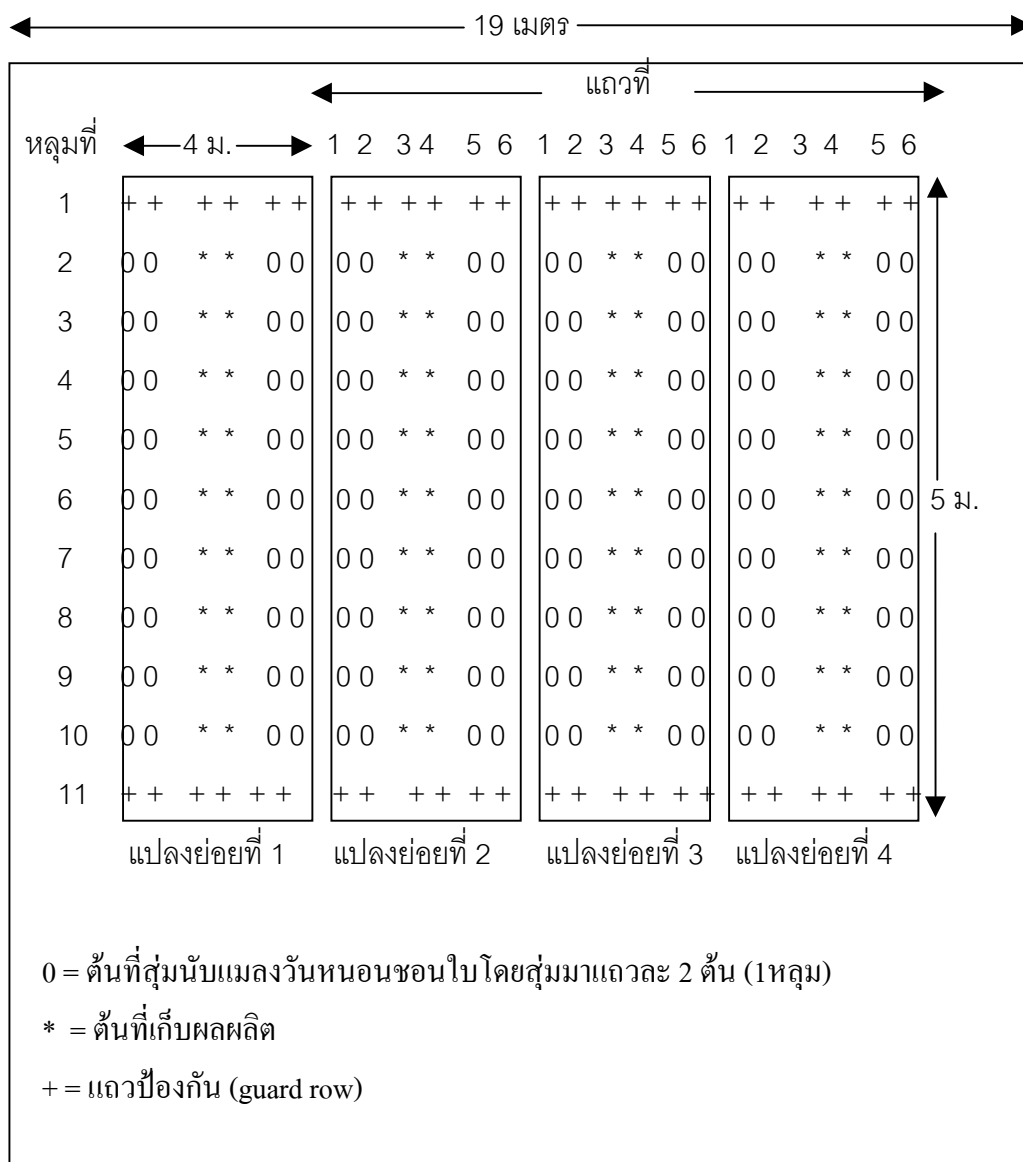 19 เมตร
แถวที่
หลุมที่ 4 ม. 1 2 3 4 5 6 1 2 3 4 5 6 1 2 3 4 5 6
1 + + + + + + + + + + + + + + + + + + + + + + + +
2 0 0 * * 0 0 0 0 * * 0 0 0 0 * * 0 0 0 0 * * 0 0
3 0 0 * * 0 0 0 0 * * 0 0 0 0 * * 0 0 0 0 * * 0 0
4 0 0 * * 0 0 0 0 * * 0 0 0 0 * * 0 0 0 0 * * 0 0
5 0 0 * * 0 0 0 0 * * 0 0 0 0 * * 0 0 0 0 * * 0 0
6 0 0 * * 0 0 0 0 * * 0 0 0 0 * * 0 0 0 0 * * 0 0 5 ม.
7 0 0 * * 0 0 0 0 * * 0 0 0 0 * * 0 0 0 0 * * 0 0
8 0 0 * * 0 0 0 0 * * 0 0 0 0 * * 0 0 0 0 * * 0 0
9 0 0 * * 0 0 0 0 * * 0 0 0 0 * * 0 0 0 0 * * 0 0
10 0 0 * * 0 0 0 0 * * 0 0 0 0 * * 0 0 0 0 * * 0 0
11 + + + + + + + + + + + + + + + + + + + + + + + +
แปลงย่อยที่ 1 แปลงย่อยที่ 2 แปลงย่อยที่ 3 แปลงย่อยที่ 4
0 = ต้นที่สุ่มนับแมลงวันหนอนชอนใบโดยสุ่มมาแถวละ 2 ต้น (1หลุม)
* = ต้นที่เก็บผลผลิต
+ = แถวป้องกัน (guard row)